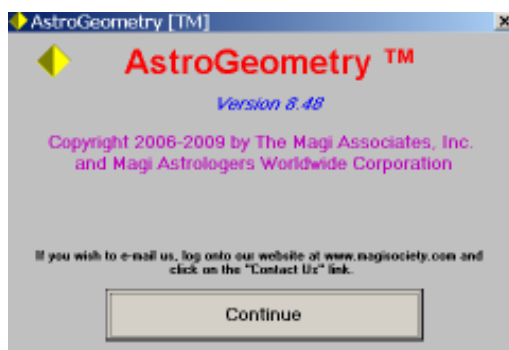 AstroGeometry [TM]
AstroGeometry ™
Version 8.48
Copyright 2006-2009 by The Magi Associates, Inc.
and Magi Astrologers Worldwide Corporation
If you wish to e-mail us, log onto our website at www.magisociety.com and
click on the "Contact Us" link.
Continue